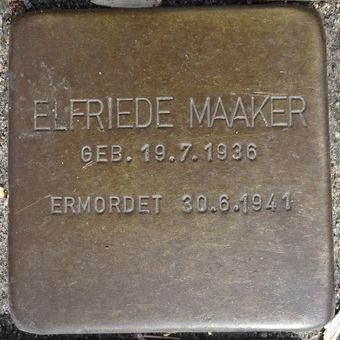 ELFRIEDE MAAKER
GEB. 19.7.1936
ERMORDET 30.6.1941